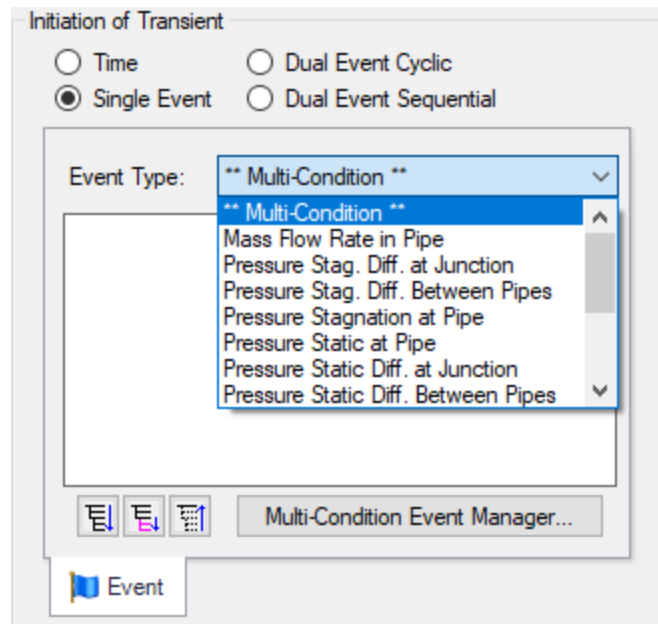 Initiation of Transient
Time
Dual Event Cyclic
Single Event
Dual Event Sequential
Event Type:
** Multi-Condition **
** Multi-Condition **
Mass Flow Rate in Pipe
Pressure Stag. Diff. at Junction
Pressure Stag. Diff. Between Pipes
Pressure Stagnation at Pipe
Pressure Static at Pipe
Pressure Static Diff. at Junction
Pressure Static Diff. Between Pipes
Multi-Condition Event Manager...
Event